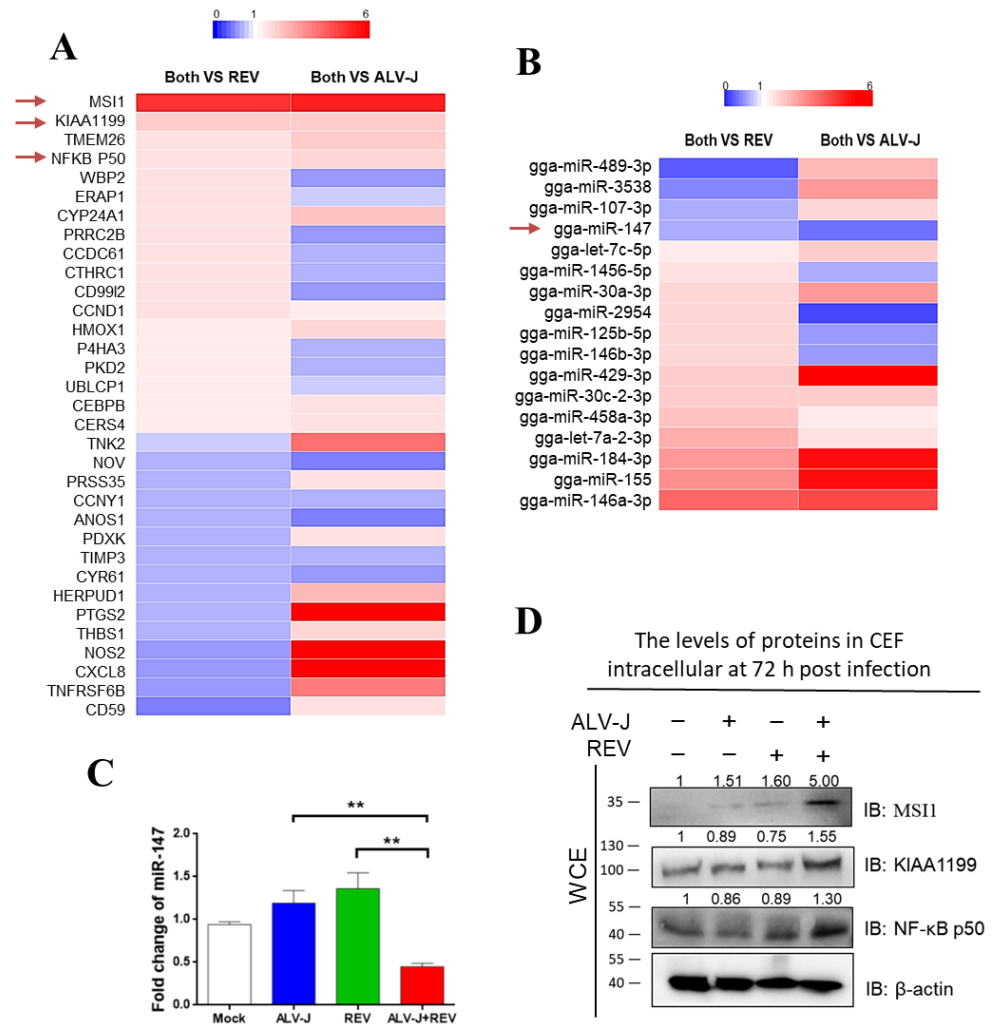 A
0 1 6
Both VS REV Both VS ALV-J
MSI1
KIAA1199
TMEM26
NFKB P50
WBP2
ERAP1
CYP24A1
PRRC2B
CCDC61
CTHRC1
CD99l2
CCND1
HMOX1
P4HA3
PKD2
UBLCP1
CEBPB
CERS4
TNK2
NOV
PRSS35
CCNY1
ANOS1
PDXK
TIMP3
CYR61
HERPUD1
PTGS2
THBS1
NOS2
CXCL8
TNFRSF6B
CD59
B
0 1 6
Both VS REV Both VS ALV-J
gga-miR-489-3p
gga-miR-3538
gga-miR-107-3p
gga-miR-147
gga-let-7c-5p
gga-miR-1456-5p
gga-miR-30a-3p
gga-miR-2954
gga-miR-125b-5p
gga-miR-146b-3p
gga-miR-429-3p
gga-miR-30c-2-3p
gga-miR-458a-3p
gga-let-7a-2-3p
gga-miR-184-3p
gga-miR-155
gga-miR-146a-3p
C
Fold change of miR-147
2.0
1.5
1.0
0.5
0.0
**
**
Mock ALV-J REV ALV-J+REV
D
The levels of proteins in CEF
intracellular at 72 h post infection
ALV-J − + − +
REV − − + +
WCE
1 1.51 1.60 5.00
35 IB: MSI1
1 0.89 0.75 1.55
130
100 IB: KIAA1199
1 0.86 0.89 1.30
55
40 IB: NF-κB p50
55
40 IB: β-actin